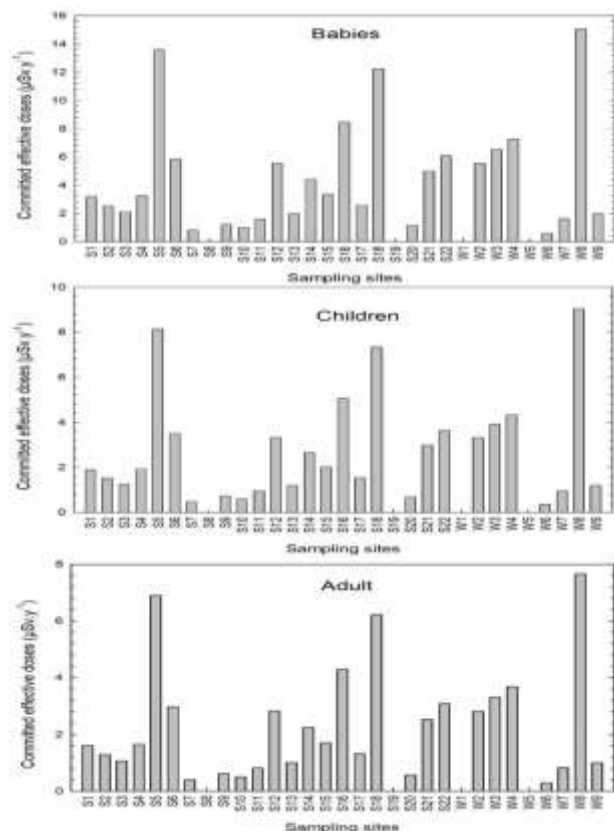 Babies
Committed effective doses (µSv y⁻¹)
16
14
12
10
8
6
4
2
0
S1 S2 S3 S4 S5 S6 S7 S8 S9 S10 S11 S12 S13 S14 S15 S16 S17 S18 S19 S20 S21 S22 W1 W2 W3 W4 W5 W6 W7 W8 W9
Sampling sites
Children
Committed effective doses (µSv y⁻¹)
10
8
6
4
2
0
S1 S2 S3 S4 S5 S6 S7 S8 S9 S10 S11 S12 S13 S14 S15 S16 S17 S18 S19 S20 S21 S22 W1 W2 W3 W4 W5 W6 W7 W8 W9
Sampling sites
Adult
Committed effective doses (µSv.y⁻¹)
8
6
4
2
0
S1 S2 S3 S4 S5 S6 S7 S8 S9 S10 S11 S12 S13 S14 S15 S16 S17 S18 S19 S20 S21 S22 W1 W2 W3 W4 W5 W6 W7 W8 W9
Sampling sites